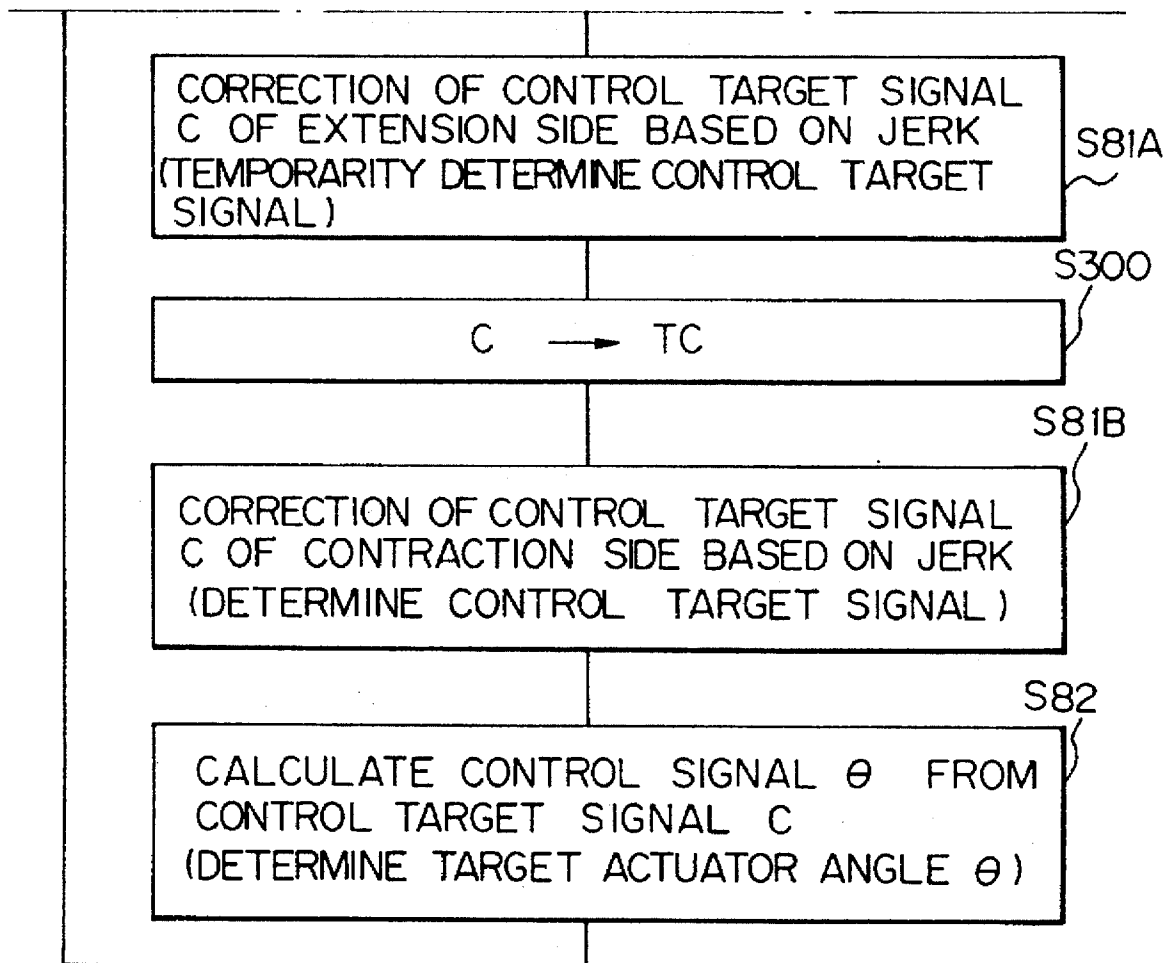 CORRECTION OF CONTROL TARGET SIGNAL
C OF EXTENSION SIDE BASED ON JERK
(TEMPORARITY DETERMINE CONTROL TARGET
SIGNAL)
S81A
S300
C → TC
S81B
CORRECTION OF CONTROL TARGET SIGNAL
C OF CONTRACTION SIDE BASED ON JERK
(DETERMINE CONTROL TARGET SIGNAL)
S82
CALCULATE CONTROL SIGNAL θ FROM
CONTROL TARGET SIGNAL C
(DETERMINE TARGET ACTUATOR ANGLE θ)